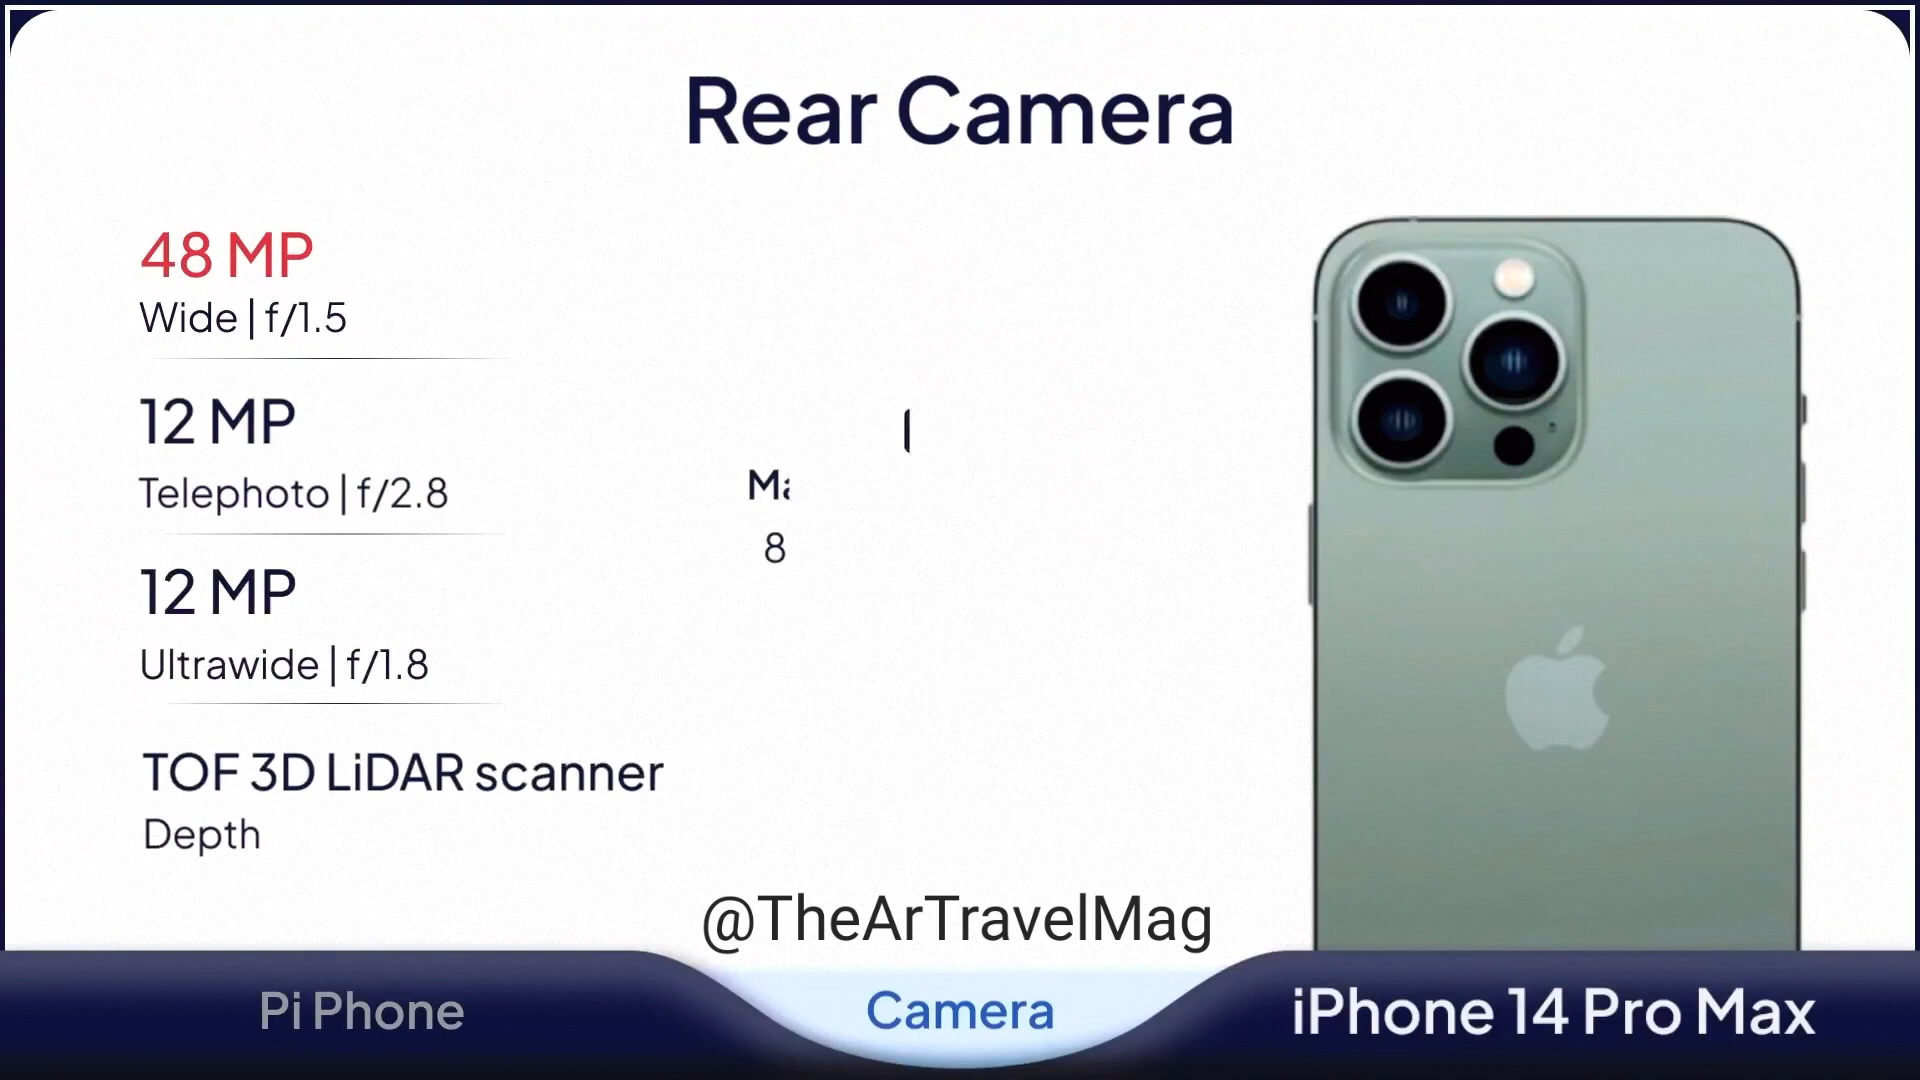 Rear Camera
48 MP
Wide | f/1.5
12 MP
Telephoto | f/2.8
12 MP
Ultrawide | f/1.8
TOF 3D LiDAR scanner
Depth
8
@TheArTravelMag
Pi Phone
Camera
iPhone 14 Pro Max